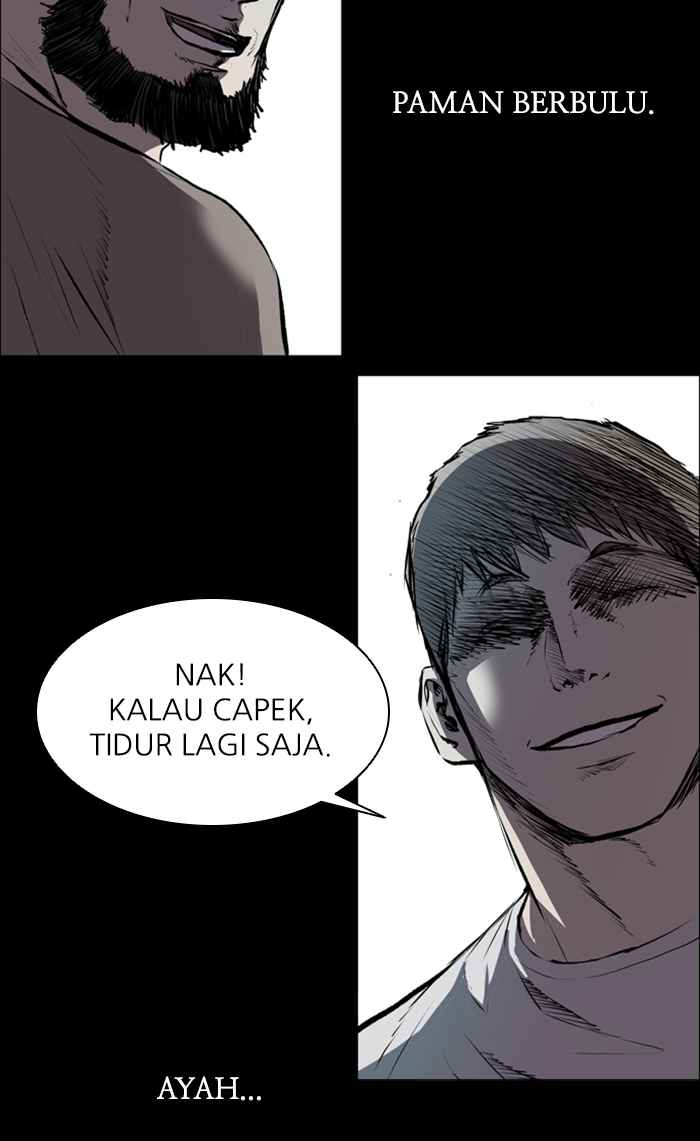 PAMAN BERBULU.
NAK!
KALAU CAPEK,
TIDUR LAGI SAJA.
AYAH...